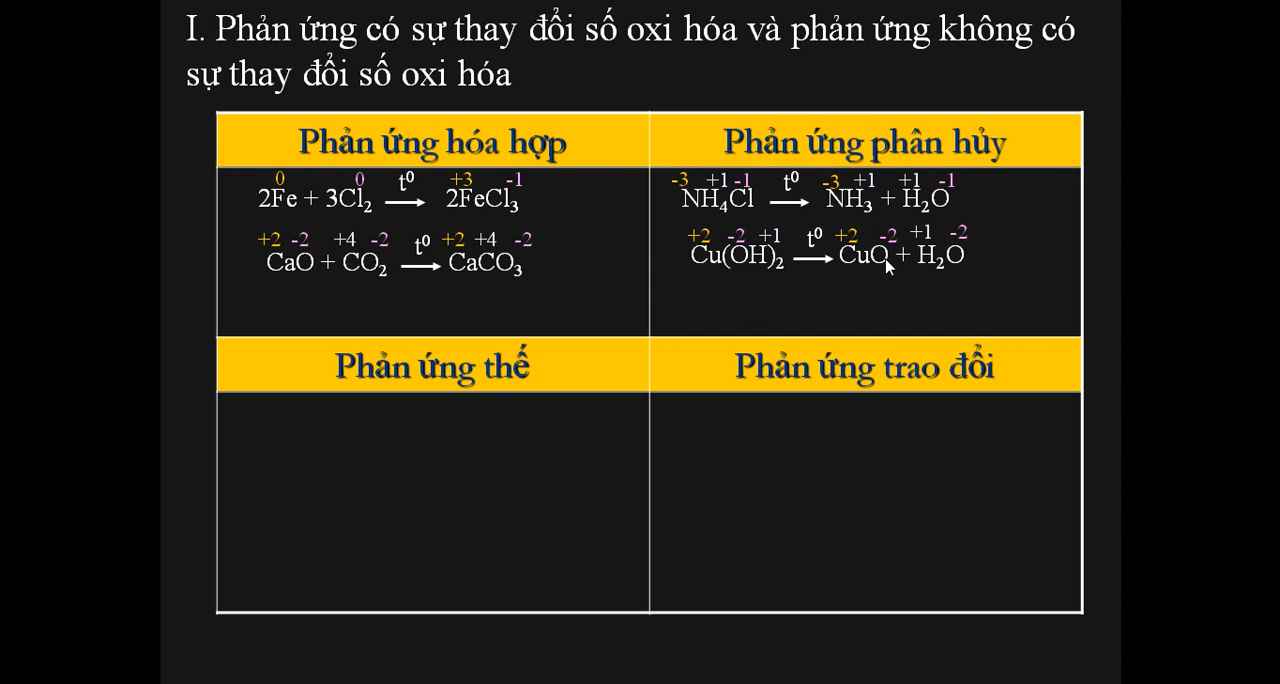 I. Phản ứng có sự thay đổi số oxi hóa và phản ứng không có
sự thay đổi số oxi hóa
Phản ứng hóa hợp
0 0 t⁰ +3 -1
2Fe + 3Cl₂ → 2FeCl₃
+2 -2 +4 -2 t⁰ +2 +4 -2
CaO + CO₂ → CaCO₃
Phản ứng phân hủy
-3 +1 -1 t⁰ -3 +1 +1 -1
NH₄Cl → NH₃ + H₂O
+2 -2 +1 t⁰ +2 -2 +1 -2
Cu(OH)₂ → CuO + H₂O
Phản ứng thế
Phản ứng trao đổi